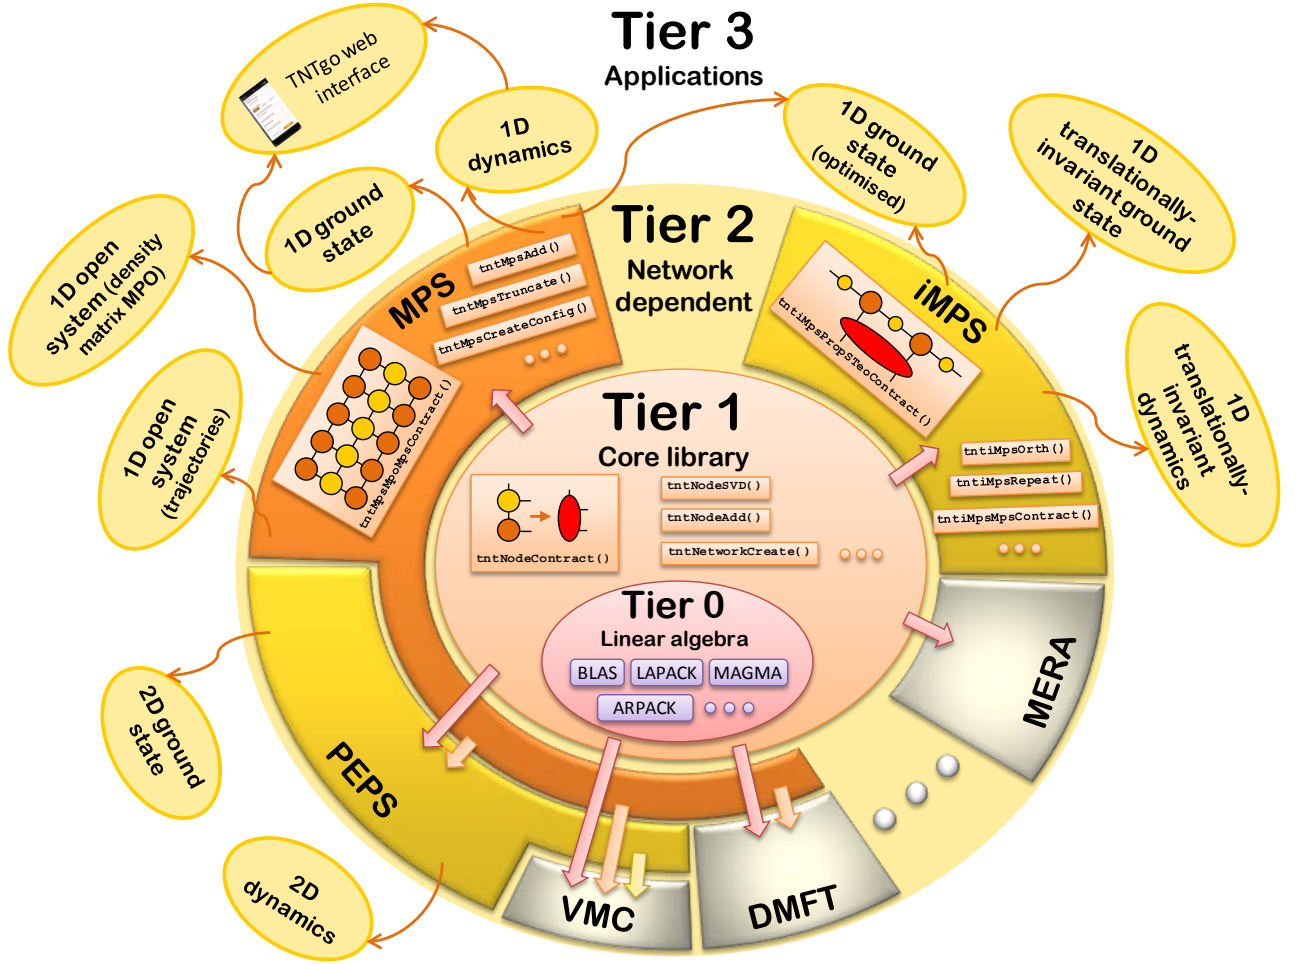 Tier 3
Applications
TNTgo web
interface
1D
dynamics
1D ground
state
1D ground
state
(optimised)
1D
translationally-
invariant ground
state
1D open
system (density
matrix MPO)
1D open
system
(trajectories)
1D
translationally-
invariant
dynamics
2D ground
state
2D
dynamics
Tier 2
Network
dependent
MPS
tntMpsAdd()
tntMpsTruncate()
tntMpsCreateConfig()
tntMpsMpoMpsContract()
iMPS
tntiMpsPropSTeoContract()
tntiMpsOrth()
tntiMpsRepeat()
tntiMpsMpsContract()
Tier 1
Core library
tntNodeContract()
tntNodeSVD()
tntNodeAdd()
tntNetworkCreate()
Tier 0
Linear algebra
BLAS
LAPACK
MAGMA
ARPACK
MERA
PEPS
VMC
DMFT